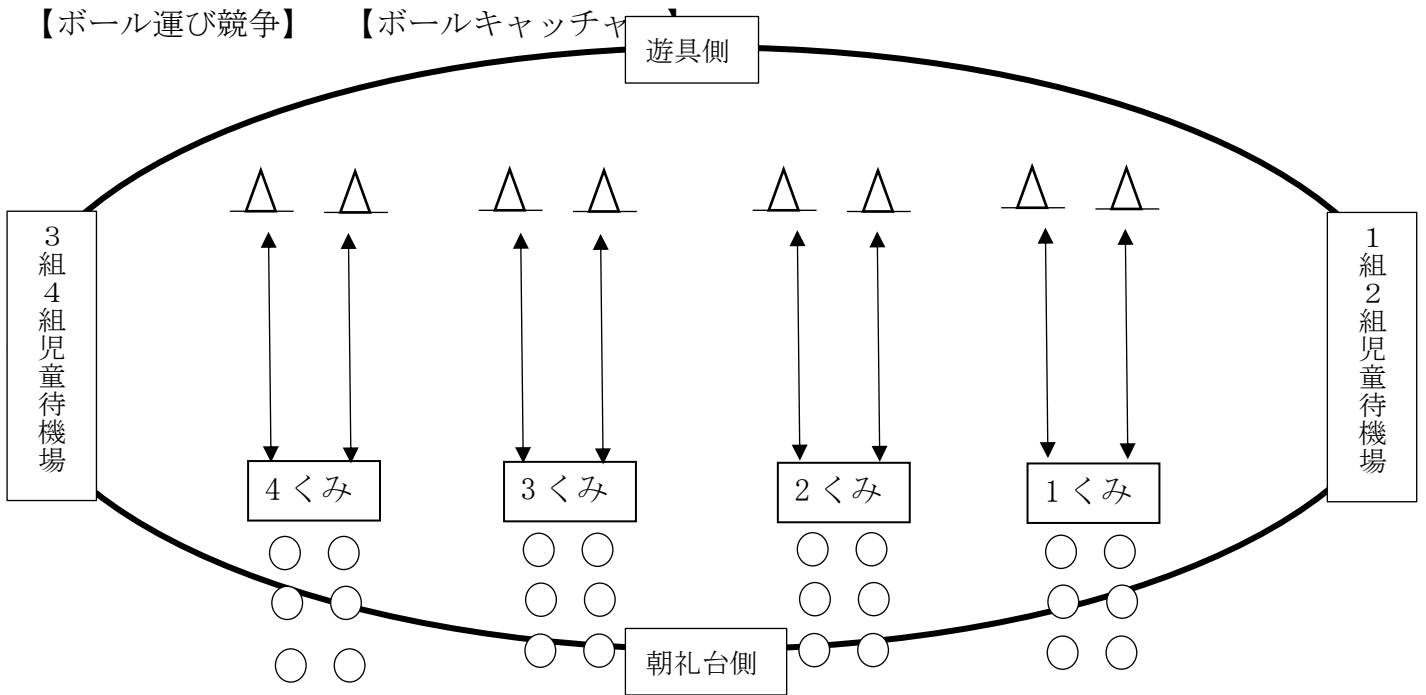 【ボール運び競争】　【ボールキャッチャ
遊具側
3組4組児童待機場
1組2組児童待機場
4くみ
3くみ
2くみ
1くみ
朝礼台側